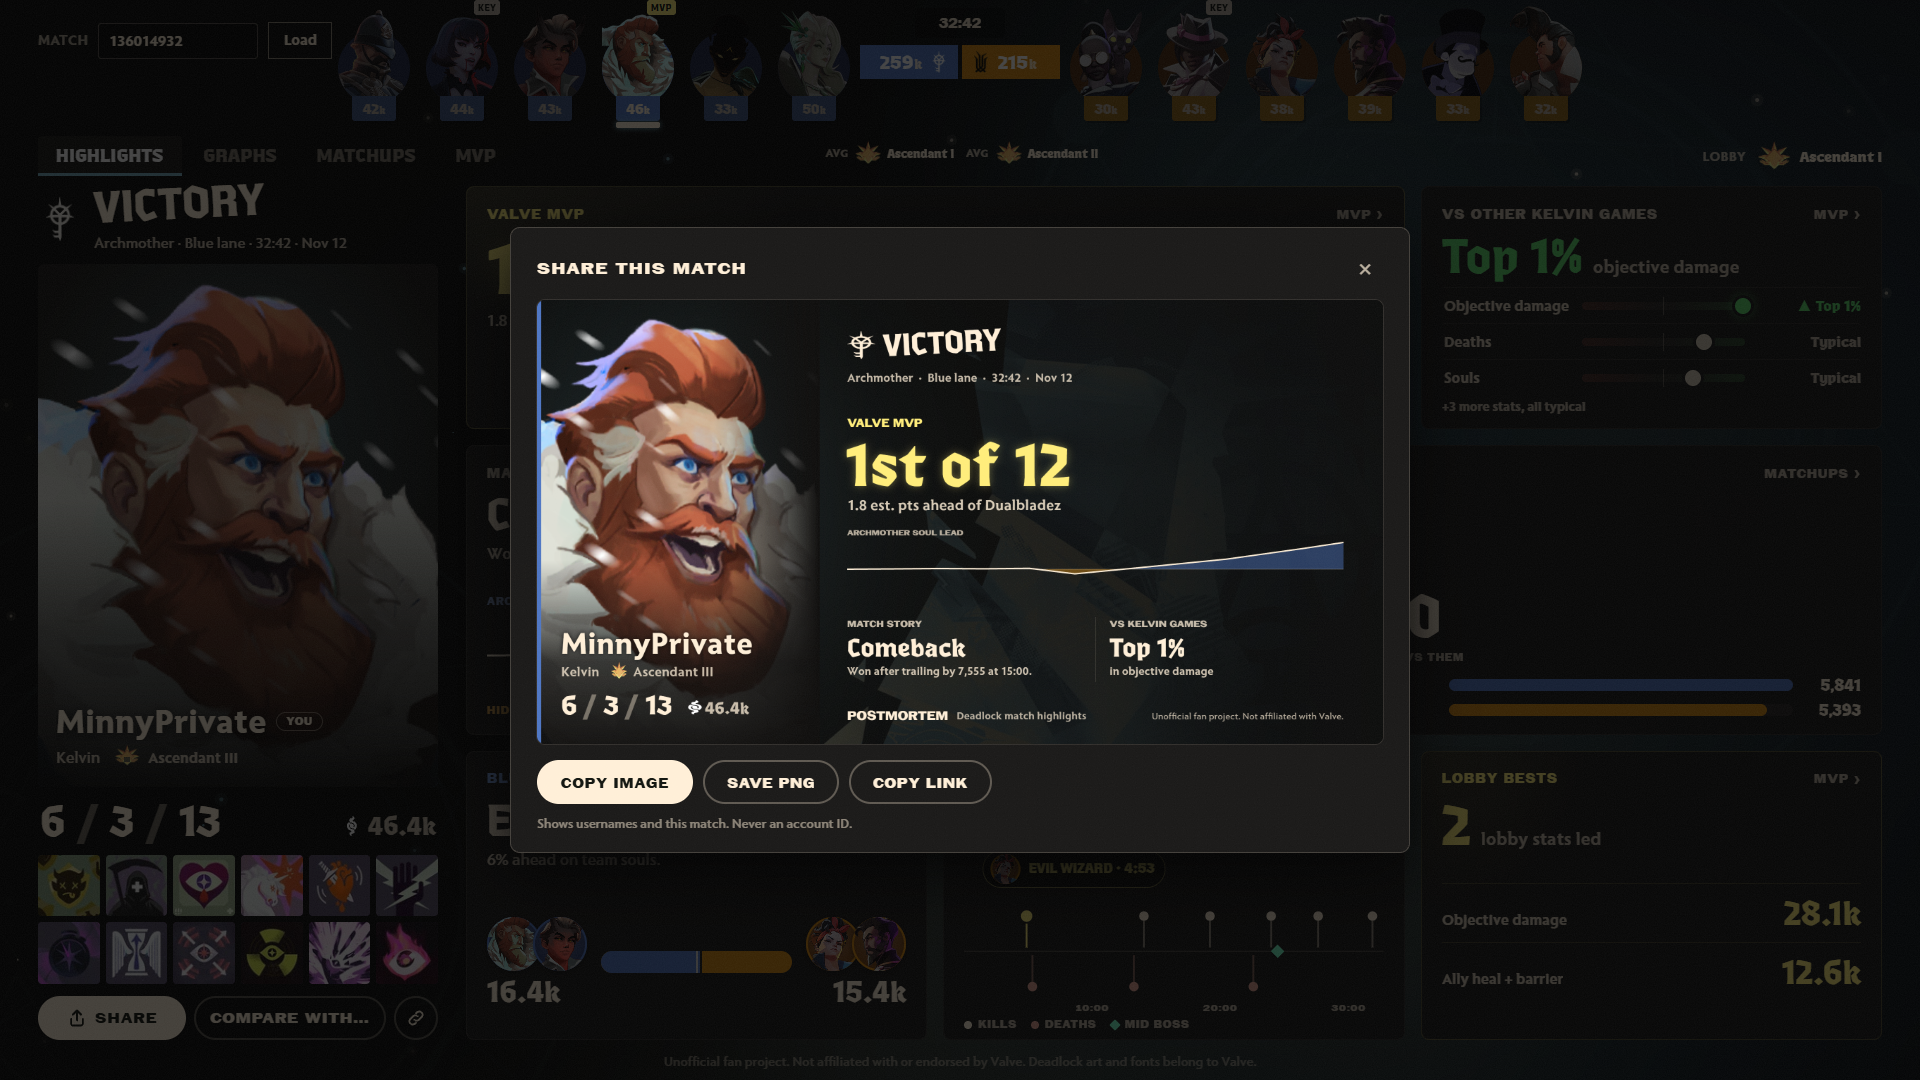 MATCH
136014932
Load
KEY
MVP
KEY
42k
44k
43k
46k
33k
50k
32:42
259k
215k
30k
43k
38k
39k
33k
32k
HIGHLIGHTS
GRAPHS
MATCHUPS
MVP
AVG Ascendant I
AVG Ascendant II
LOBBY Ascendant I
VICTORY
Archmother · Blue lane · 32:42 · Nov 12
MinnyPrivate YOU
Kelvin Ascendant III
6 / 3 / 13
46.4k
SHARE
COMPARE WITH...
VALVE MVP
MVP ›
1.8
Wo
6% ahead on team souls.
16.4k
15.4k
SHARE THIS MATCH
×
VICTORY
Archmother · Blue lane · 32:42 · Nov 12
VALVE MVP
1st of 12
1.8 est. pts ahead of Dualbladez
ARCHMOTHER SOUL LEAD
MATCH STORY
Comeback
Won after trailing by 7,555 at 15:00.
VS KELVIN GAMES
Top 1%
in objective damage
MinnyPrivate
Kelvin Ascendant III
6 / 3 / 13 46.4k
POSTMORTEM Deadlock match highlights
Unofficial fan project. Not affiliated with Valve.
COPY IMAGE
SAVE PNG
COPY LINK
Shows usernames and this match. Never an account ID.
EVIL WIZARD · 4:53
10:00
20:00
30:00
KILLS
DEATHS
MID BOSS
VS OTHER KELVIN GAMES
MVP ›
Top 1% objective damage
Objective damage ▲ Top 1%
Deaths Typical
Souls Typical
+3 more stats, all typical
MATCHUPS ›
0
VS THEM
5,841
5,393
LOBBY BESTS
MVP ›
2 lobby stats led
Objective damage 28.1k
Ally heal + barrier 12.6k
Unofficial fan project. Not affiliated with or endorsed by Valve. Deadlock art and fonts belong to Valve.